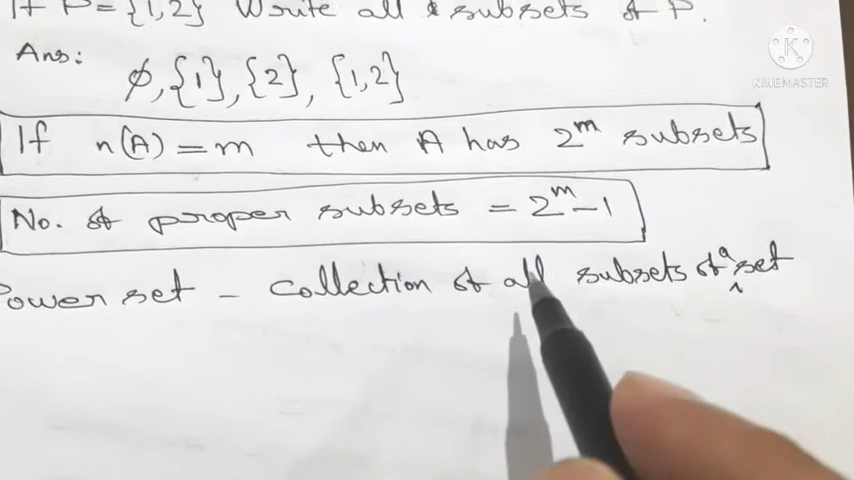 If P = {1,2} Write all subsets of P.
Ans:
ϕ, {1}, {2}, {1,2}
If n(A) = m then A has 2^m subsets
No. of proper subsets = 2^m - 1
Power set - collection of all subsets of a set
K
KINEMASTER